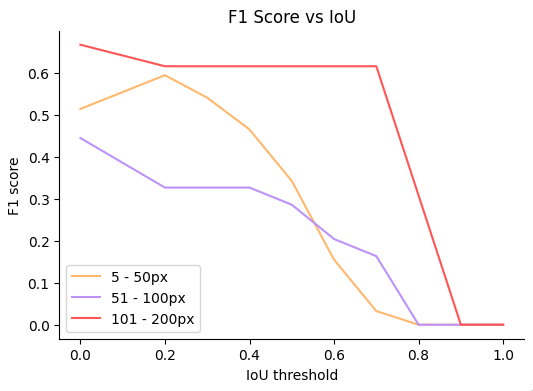 F1 Score vs IoU
F1 score
0.6
0.5
0.4
0.3
0.2
0.1
0.0
5 - 50px
51 - 100px
101 - 200px
0.0 0.2 0.4 0.6 0.8 1.0
IoU threshold